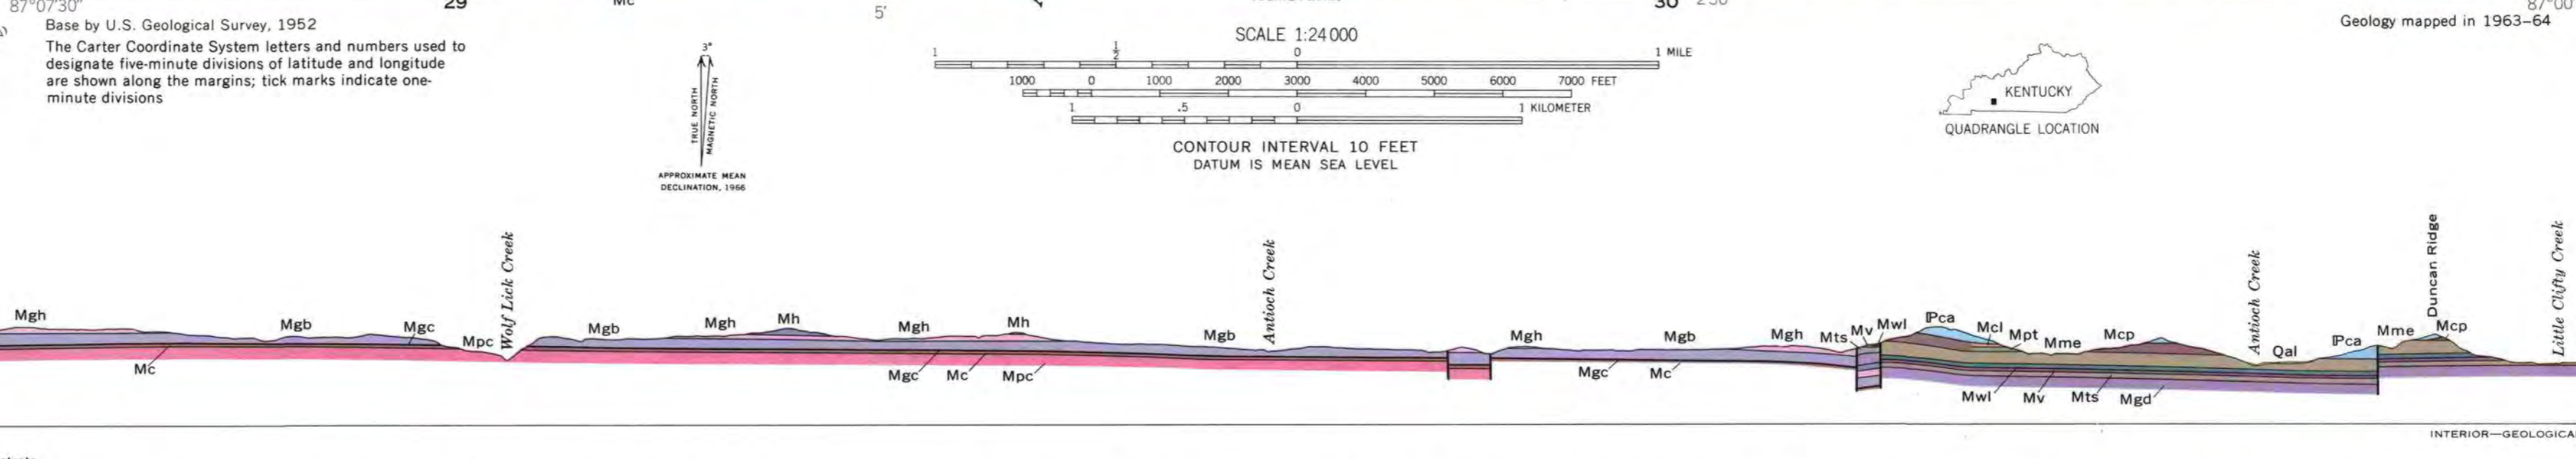 87°07'30"
29
5'
30
Base by U.S. Geological Survey, 1952
The Carter Coordinate System letters and numbers used to
designate five-minute divisions of latitude and longitude
are shown along the margins; tick marks indicate one-
minute divisions
3°
TRUE NORTH
MAGNETIC NORTH
APPROXIMATE MEAN
DECLINATION, 1966
SCALE 1:24 000
1 ½ 0 1 MILE
1000 0 1000 2000 3000 4000 5000 6000 7000 FEET
1 .5 0 1 KILOMETER
CONTOUR INTERVAL 10 FEET
DATUM IS MEAN SEA LEVEL
KENTUCKY
QUADRANGLE LOCATION
Geology mapped in 1963–64
Wolf Lick Creek
Antioch Creek
Antioch Creek
Duncan Ridge
Little Clifty Creek
Mgh Mgb Mgc Mpc Mgb Mgh Mh Mgh Mh Mgb Mgh Mgb Mgh Mts Mv Mwl IPca Mcl Mpt Mme Mcp Qal IPca Mme Mcp
Mc Mgc Mc Mpc Mgc Mc Mwl Mv Mts Mgd
INTERIOR—GEOLOGICA